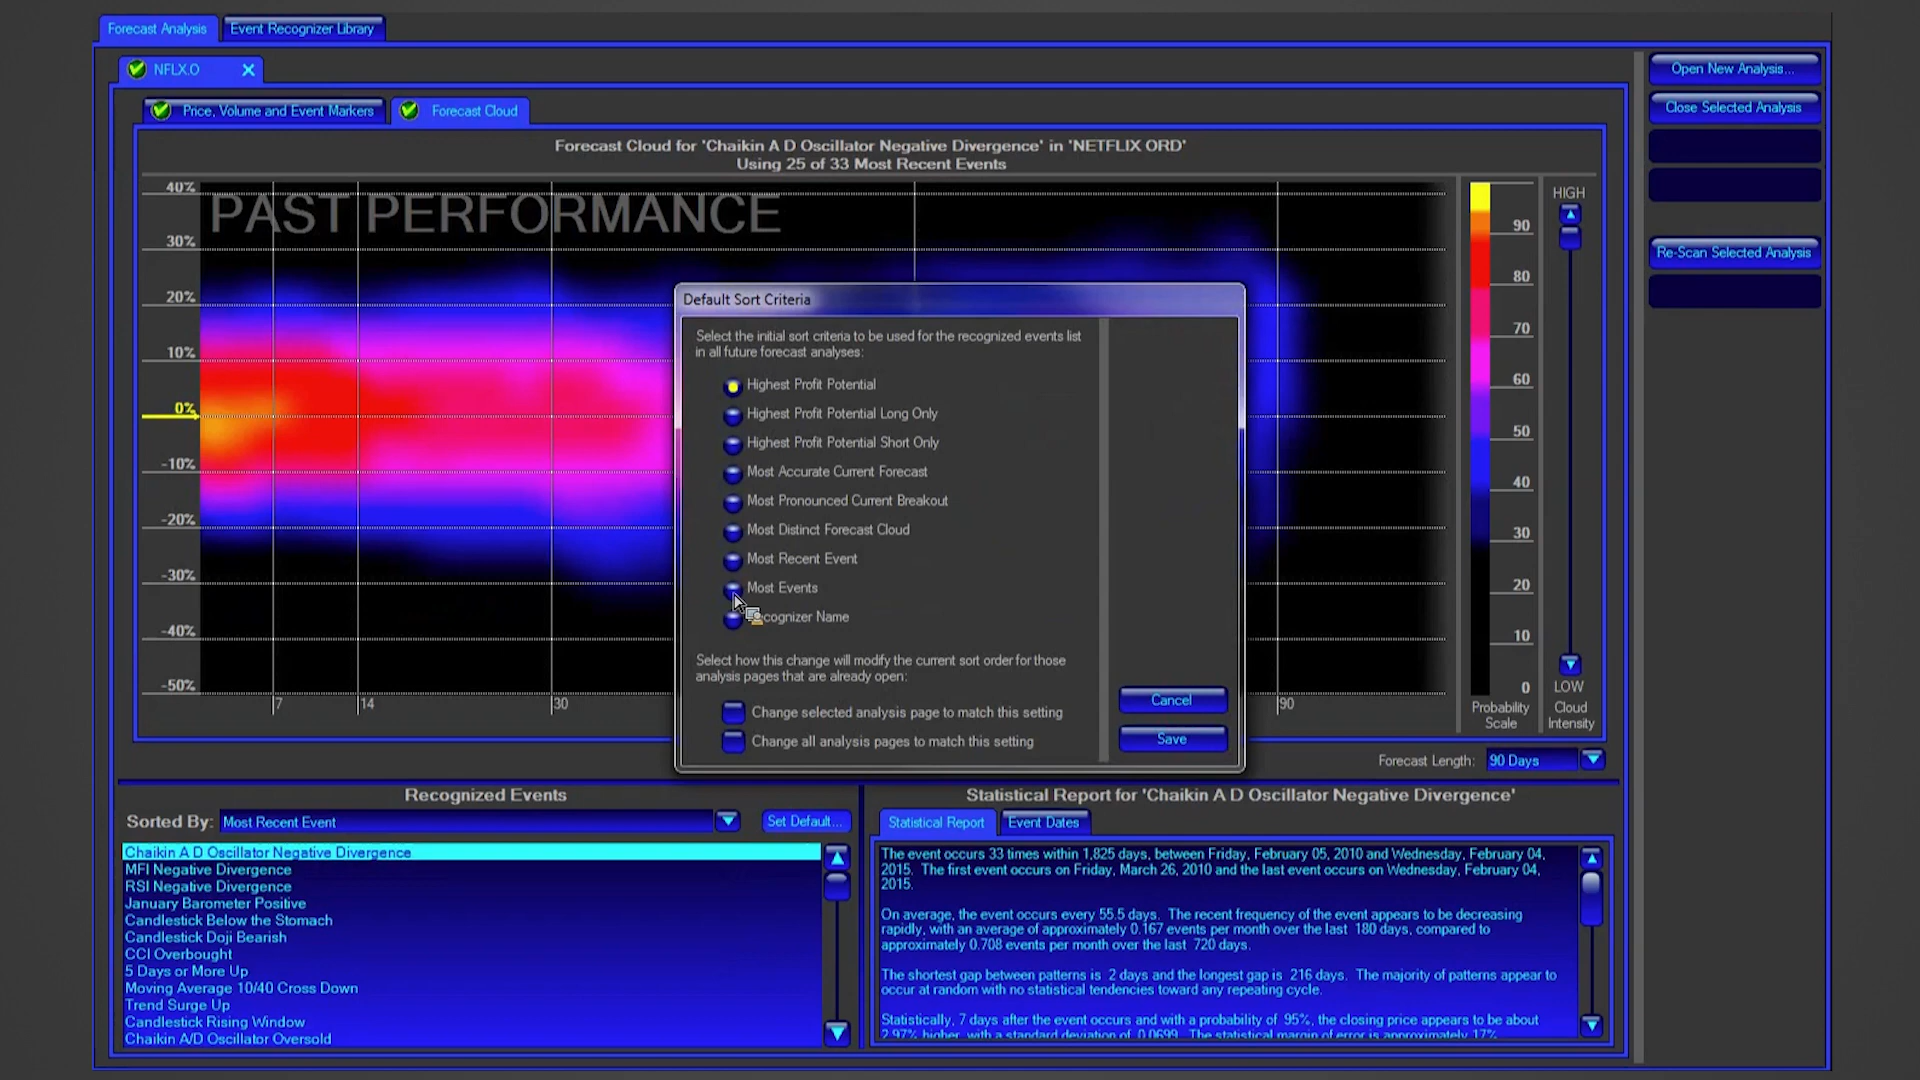 Forecast Analysis
Event Recognizer Library
NFLX.O
Open New Analysis...
Close Selected Analysis
Re-Scan Selected Analysis
Price, Volume and Event Markers
Forecast Cloud
Forecast Cloud for 'Chaikin A D Oscillator Negative Divergence' in 'NETFLIX ORD'
Using 25 of 33 Most Recent Events
PAST PERFORMANCE
40%
30%
20%
10%
0%
-10%
-20%
-30%
-40%
-50%
7
14
30
90
90
80
70
60
50
40
30
20
10
0
Probability
Scale
HIGH
LOW
Cloud
Intensity
Default Sort Criteria
Select the initial sort criteria to be used for the recognized events list
in all future forecast analyses:
Highest Profit Potential
Highest Profit Potential Long Only
Highest Profit Potential Short Only
Most Accurate Current Forecast
Most Pronounced Current Breakout
Most Distinct Forecast Cloud
Most Recent Event
Most Events
cognizer Name
Select how this change will modify the current sort order for those
analysis pages that are already open:
Change selected analysis page to match this setting
Change all analysis pages to match this setting
Cancel
Save
Forecast Length: 90 Days
Recognized Events
Sorted By: Most Recent Event
Set Default...
Chaikin A D Oscillator Negative Divergence
MFI Negative Divergence
RSI Negative Divergence
January Barometer Positive
Candlestick Below the Stomach
Candlestick Doji Bearish
CCI Overbought
5 Days or More Up
Moving Average 10/40 Cross Down
Trend Surge Up
Candlestick Rising Window
Chaikin A/D Oscillator Oversold
Statistical Report for 'Chaikin A D Oscillator Negative Divergence'
Statistical Report
Event Dates
The event occurs 33 times within 1,825 days, between Friday, February 05, 2010 and Wednesday, February 04,
2015. The first event occurs on Friday, March 26, 2010 and the last event occurs on Wednesday, February 04,
2015.
On average, the event occurs every 55.5 days. The recent frequency of the event appears to be decreasing
rapidly, with an average of approximately 0.167 events per month over the last 180 days, compared to
approximately 0.708 events per month over the last 720 days.
The shortest gap between patterns is 2 days and the longest gap is 216 days. The majority of patterns appear to
occur at random with no statistical tendencies toward any repeating cycle.
Statistically, 7 days after the event occurs and with a probability of 95%, the closing price appears to be about
2.97% higher, with a standard deviation of 0.0699. The statistical margin of error is approximately 17%.